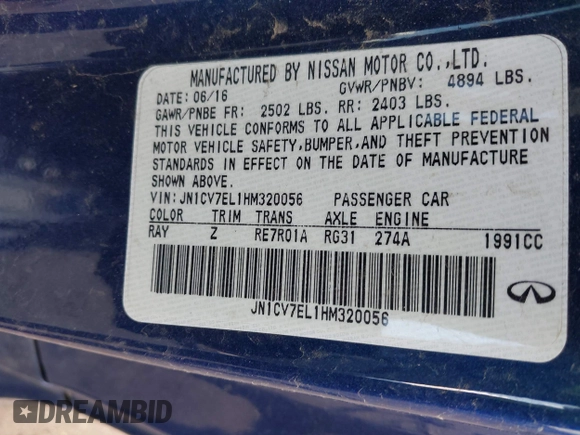 MANUFACTURED BY NISSAN MOTOR CO.,LTD.
DATE: 06/16 GVWR/PNBV: 4894 LBS.
GAWR/PNBE FR: 2502 LBS. RR: 2403 LBS.
THIS VEHICLE CONFORMS TO ALL APPLICABLE FEDERAL
MOTOR VEHICLE SAFETY,BUMPER,AND THEFT PREVENTION
STANDARDS IN EFFECT ON THE DATE OF MANUFACTURE
SHOWN ABOVE.
VIN: JN1CV7EL1HM320056 PASSENGER CAR
COLOR TRIM TRANS AXLE ENGINE
RAY Z RE7R01A RG31 274A 1991CC
JN1CV7EL1HM320056
DREAMBID